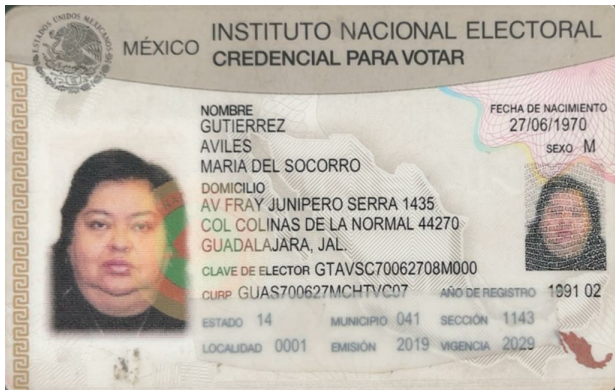 ESTADOS UNIDOS MEXICANOS
MÉXICO
INSTITUTO NACIONAL ELECTORAL
CREDENCIAL PARA VOTAR
NOMBRE
GUTIERREZ
AVILES
MARIA DEL SOCORRO
FECHA DE NACIMIENTO
27/06/1970
SEXO M
DOMICILIO
AV FRAY JUNIPERO SERRA 1435
COL COLINAS DE LA NORMAL 44270
GUADALAJARA, JAL.
CLAVE DE ELECTOR GTAVSC70062708M000
CURP GUAS700627MCHTVC07 AÑO DE REGISTRO 1991 02
ESTADO 14 MUNICIPIO 041 SECCIÓN 1143
LOCALIDAD 0001 EMISIÓN 2019 VIGENCIA 2029